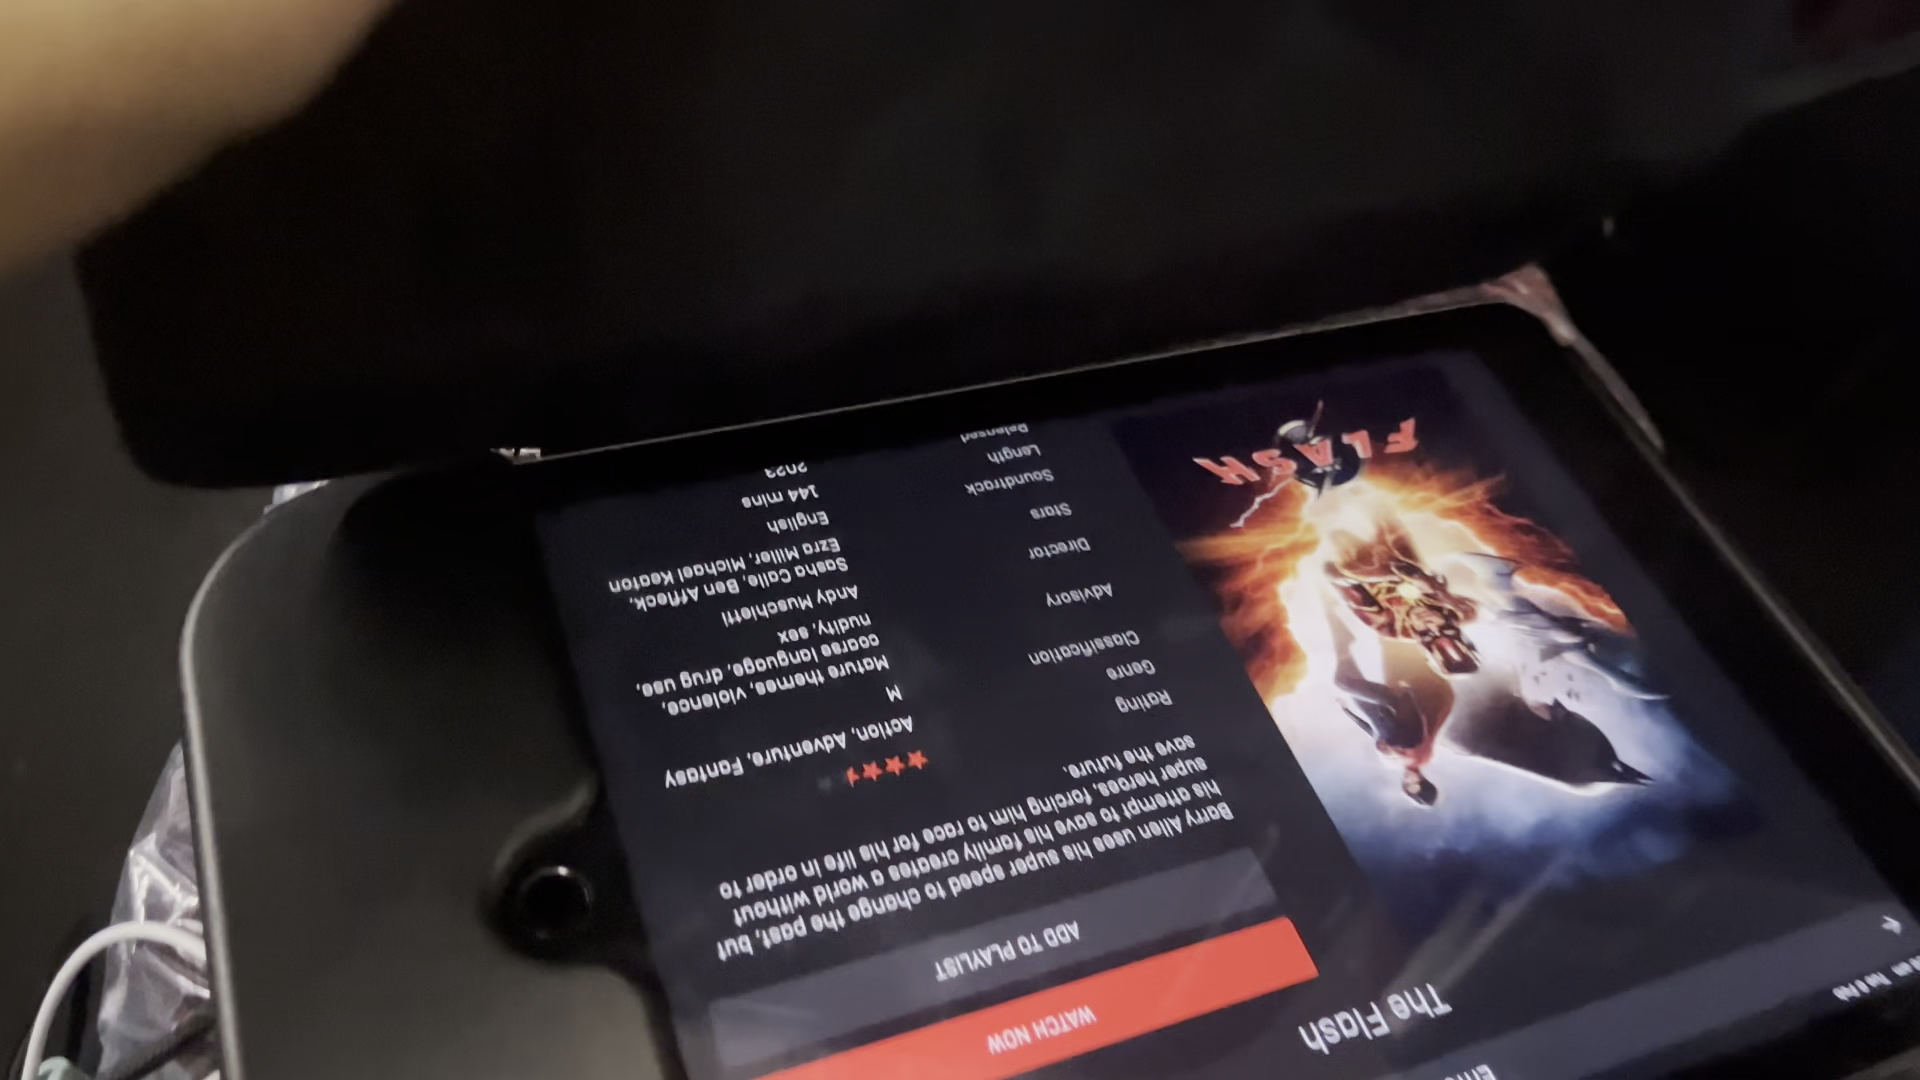 The Flash
WATCH NOW
ADD TO PLAYLIST
Barry Allen uses his super speed to change the past, but
his attempt to save his family creates a world without
super heroes, forcing him to race for his life in order to
save the future.
Rating
Genre Action, Adventure, Fantasy
Classification M
Advisory Mature themes, violence,
coarse language, drug use,
nudity, sex
Director Andy Muschietti
Stars Sasha Calle, Ben Affleck,
Ezra Miller, Michael Keaton
Soundtrack English
Length 144 mins
Released 2023
FLASH